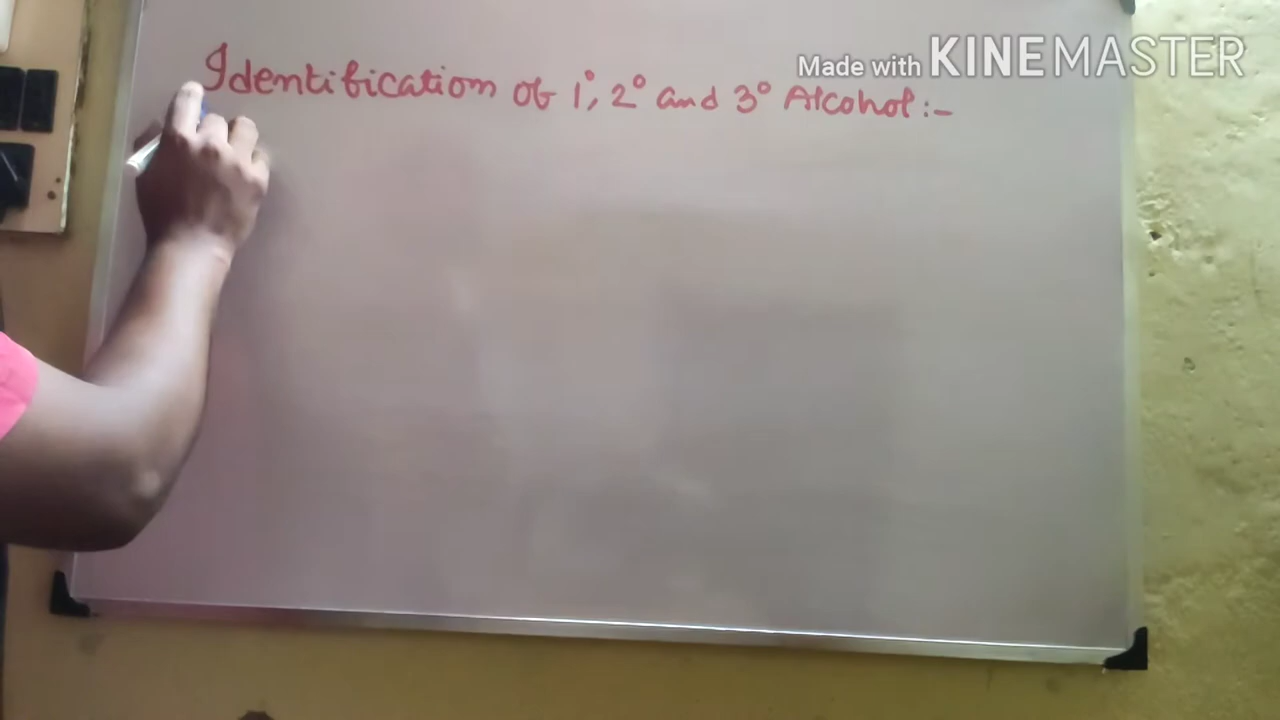 Made with KINEMASTER
Identification of 1°, 2° and 3° Alcohol :-